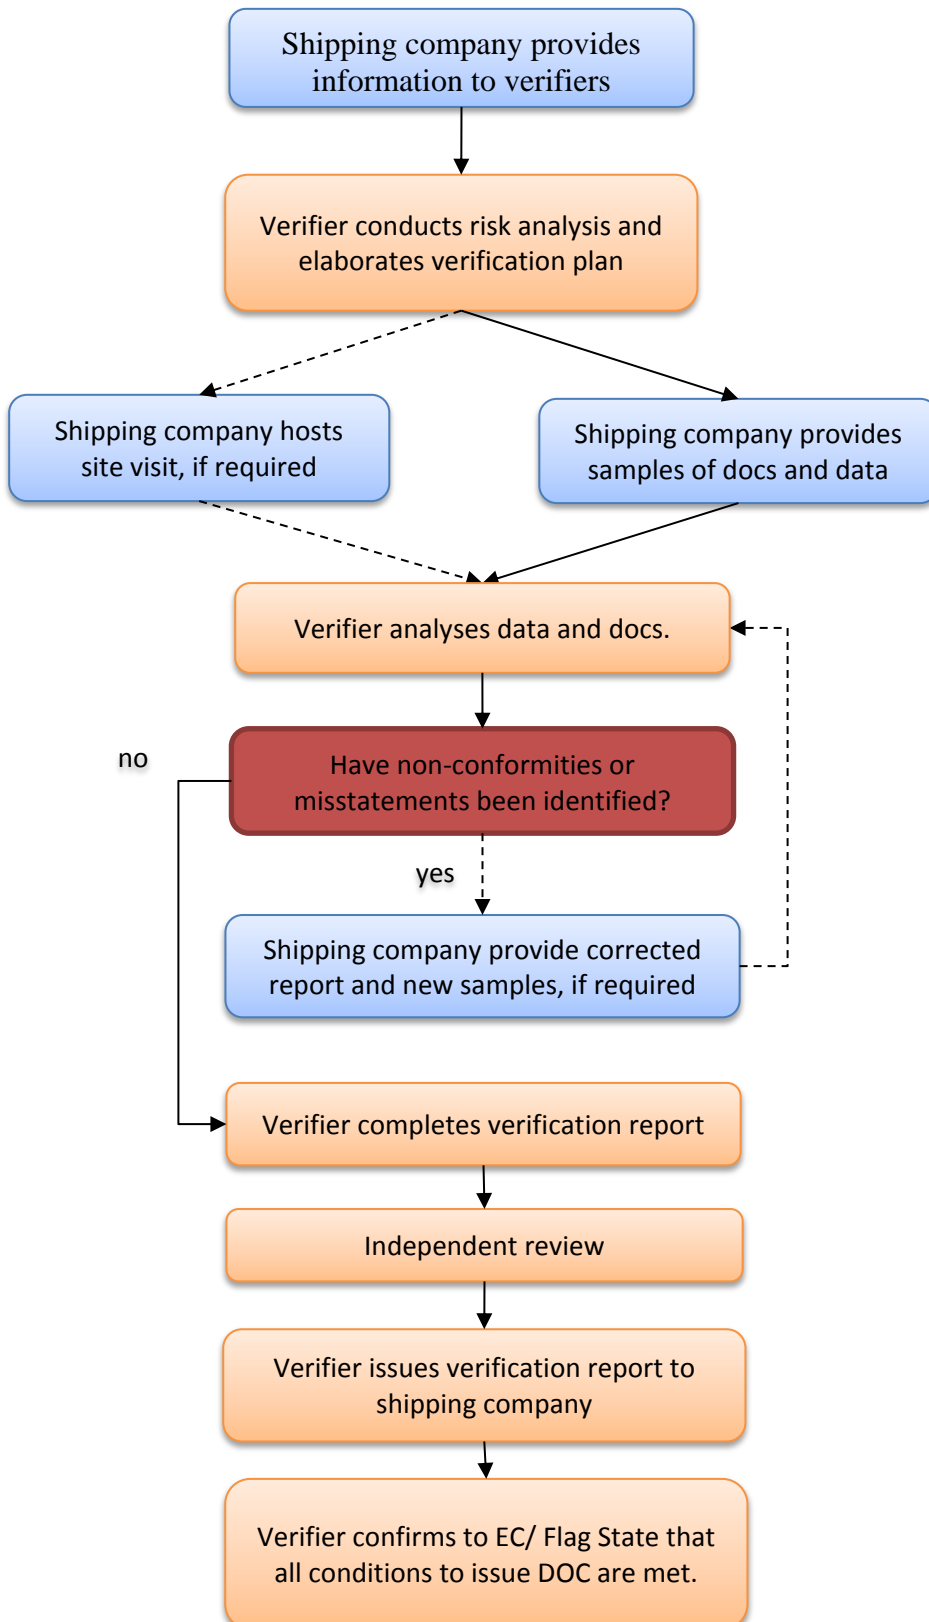 Shipping company provides
information to verifiers
Verifier conducts risk analysis and
elaborates verification plan
Shipping company hosts
site visit, if required
Shipping company provides
samples of docs and data
Verifier analyses data and docs.
no
Have non-conformities or
misstatements been identified?
yes
Shipping company provide corrected
report and new samples, if required
Verifier completes verification report
Independent review
Verifier issues verification report to
shipping company
Verifier confirms to EC/ Flag State that
all conditions to issue DOC are met.